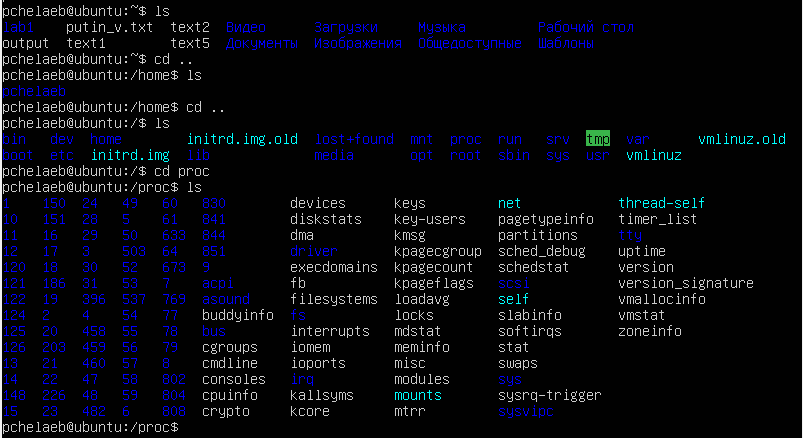 pchelaeb@ubuntu:~$ ls
lab1 putin_v.txt text2 Видео Загрузки Музыка Рабочий стол
output text1 text5 Документы Изображения Общедоступные Шаблоны
pchelaeb@ubuntu:~$ cd ..
pchelaeb@ubuntu:/home$ ls
pchelaeb
pchelaeb@ubuntu:/home$ cd ..
pchelaeb@ubuntu:/$ ls
bin dev home initrd.img.old lost+found mnt proc run srv tmp var vmlinuz.old
boot etc initrd.img lib media opt root sbin sys usr vmlinuz
pchelaeb@ubuntu:/$ cd proc
pchelaeb@ubuntu:/proc$ ls
1 150 24 49 60 830 devices keys net thread-self
10 151 28 5 61 841 diskstats key-users pagetypeinfo timer_list
11 16 29 50 633 844 dma kmsg partitions tty
12 17 3 503 64 851 driver kpagecgroup sched_debug uptime
120 18 30 52 673 9 execdomains kpagecount schedstat version
121 186 31 53 7 acpi fb kpageflags scsi version_signature
122 19 396 537 769 asound filesystems loadavg self vmallocinfo
124 2 4 54 77 buddyinfo fs locks slabinfo vmstat
125 20 458 55 78 bus interrupts mdstat softirqs zoneinfo
126 203 459 56 79 cgroups iomem meminfo stat
13 21 460 57 8 cmdline ioports misc swaps
14 22 47 58 802 consoles irq modules sys
148 226 48 59 804 cpuinfo kallsyms mounts sysrq-trigger
15 23 482 6 808 crypto kcore mtrr sysvipc
pchelaeb@ubuntu:/proc$